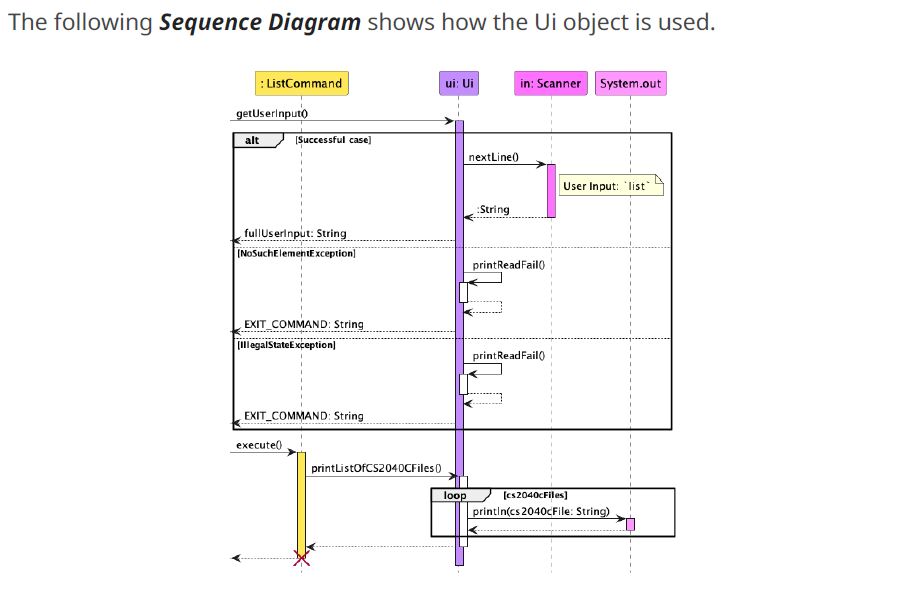 The following Sequence Diagram shows how the Ui object is used.
: ListCommand
ui: Ui
in: Scanner
System.out
getUserInput()
alt
[Successful case]
nextLine()
User Input: `list`
:String
fullUserInput: String
[NoSuchElementException]
printReadFail()
EXIT_COMMAND: String
[IllegalStateException]
printReadFail()
EXIT_COMMAND: String
execute()
printListOfCS2040CFiles()
loop
[cs2040cFiles]
println(cs2040cFile: String)